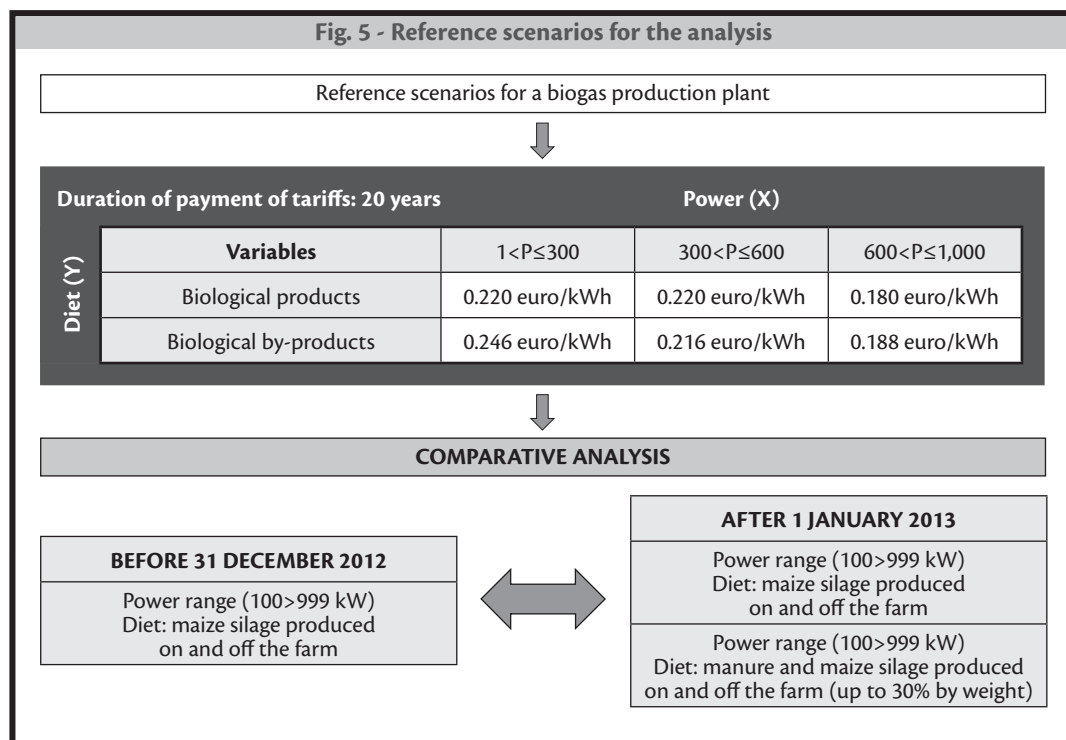 Fig. 5 - Reference scenarios for the analysis
Reference scenarios for a biogas production plant
Duration of payment of tariffs: 20 years Power (X)
Diet (Y)
Variables 1<P≤300 300<P≤600 600<P≤1,000
Biological products 0.220 euro/kWh 0.220 euro/kWh 0.180 euro/kWh
Biological by-products 0.246 euro/kWh 0.216 euro/kWh 0.188 euro/kWh
COMPARATIVE ANALYSIS
BEFORE 31 DECEMBER 2012
Power range (100>999 kW)
Diet: maize silage produced
on and off the farm
AFTER 1 JANUARY 2013
Power range (100>999 kW)
Diet: maize silage produced
on and off the farm
Power range (100>999 kW)
Diet: manure and maize silage produced
on and off the farm (up to 30% by weight)